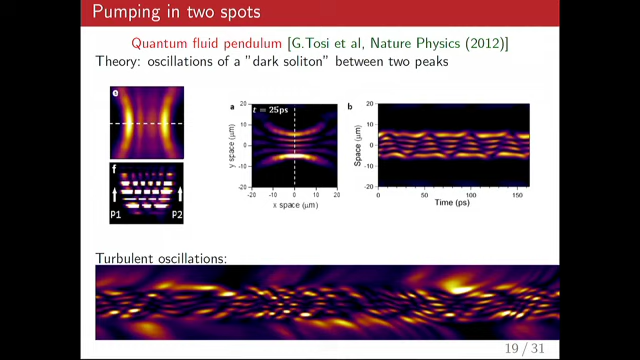 Pumping in two spots
Quantum fluid pendulum [G.Tosi et al, Nature Physics (2012)]
Theory: oscillations of a "dark soliton" between two peaks
e
f
P1 P2
a
t = 25ps
y space (μm)
20
10
0
-10
-20
-20 -10 0 10 20
x space (μm)
b
Space (μm)
20
10
0
-10
-20
0 50 100 150
Time (ps)
Turbulent oscillations:
19 / 31